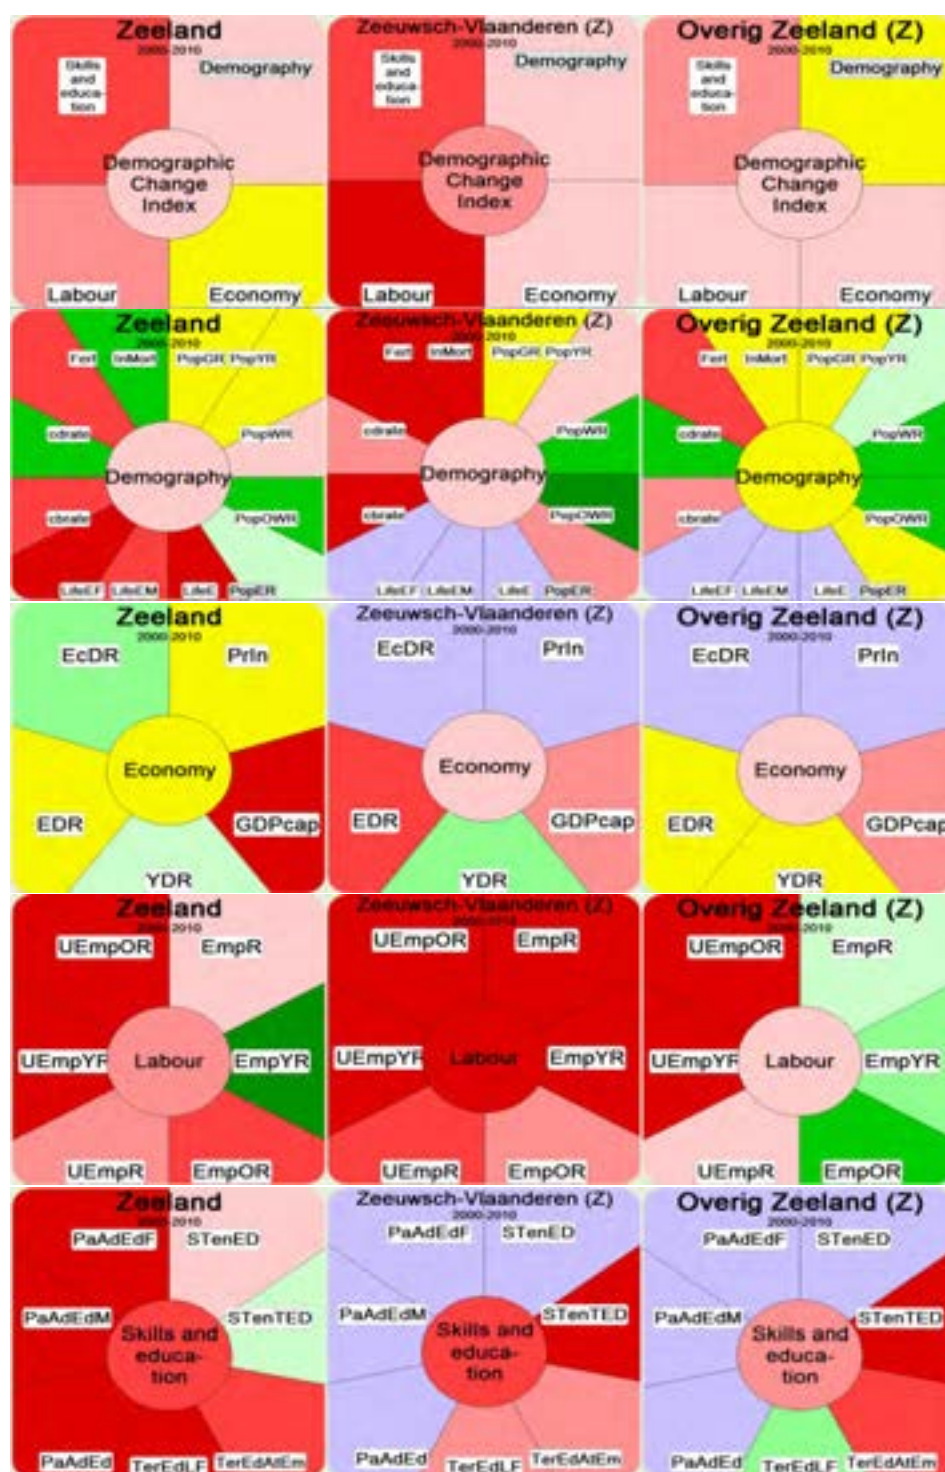 Zeeland
2000-2010
Skills
and
educa-
tion
Demography
Demographic
Change
Index
Labour
Economy
Zeeuwsch-Vlaanderen (Z)
2000-2010
Skills
and
educa-
tion
Demography
Demographic
Change
Index
Labour
Economy
Overig Zeeland (Z)
2000-2010
Skills
and
educa-
tion
Demography
Demographic
Change
Index
Labour
Economy
Zeeland
2000-2010
Fert InMort PopGR PopYR
cdrate PopWR
Demography
cbrate PopOWR
LifeEF LifeEM LifeE PopER
Zeeuwsch-Vlaanderen (Z)
2000-2010
Fert InMort PopGR PopYR
cdrate PopWR
Demography
cbrate PopOWR
LifeEF LifeEM LifeE PopER
Overig Zeeland (Z)
2000-2010
Fert InMort PopGR PopYR
cdrate PopWR
Demography
cbrate PopOWR
LifeEF LifeEM LifeE PopER
Zeeland
2000-2010
EcDR PrIn
Economy
EDR GDPcap
YDR
Zeeuwsch-Vlaanderen (Z)
2000-2010
EcDR PrIn
Economy
EDR GDPcap
YDR
Overig Zeeland (Z)
2000-2010
EcDR PrIn
Economy
EDR GDPcap
YDR
Zeeland
2000-2010
UEmpOR EmpR
UEmpYR Labour EmpYR
UEmpR EmpOR
Zeeuwsch-Vlaanderen (Z)
2000-2010
UEmpOR EmpR
UEmpYR Labour EmpYR
UEmpR EmpOR
Overig Zeeland (Z)
2000-2010
UEmpOR EmpR
UEmpYR Labour EmpYR
UEmpR EmpOR
Zeeland
2000-2010
PaAdEdF STenED
PaAdEdM STenTED
Skills and
educa-
tion
PaAdEd TerEdLF TerEdAtEm
Zeeuwsch-Vlaanderen (Z)
2000-2010
PaAdEdF STenED
PaAdEdM STenTED
Skills and
educa-
tion
PaAdEd TerEdLF TerEdAtEm
Overig Zeeland (Z)
2000-2010
PaAdEdF STenED
PaAdEdM STenTED
Skills and
educa-
tion
PaAdEd TerEdLF TerEdAtEm